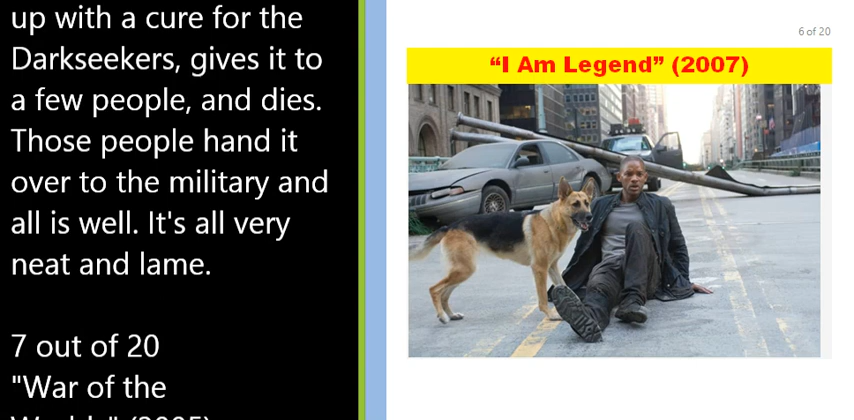 up with a cure for the
Darkseekers, gives it to
a few people, and dies.
Those people hand it
over to the military and
all is well. It's all very
neat and lame.
7 out of 20
"War of the
6 of 20
“I Am Legend” (2007)